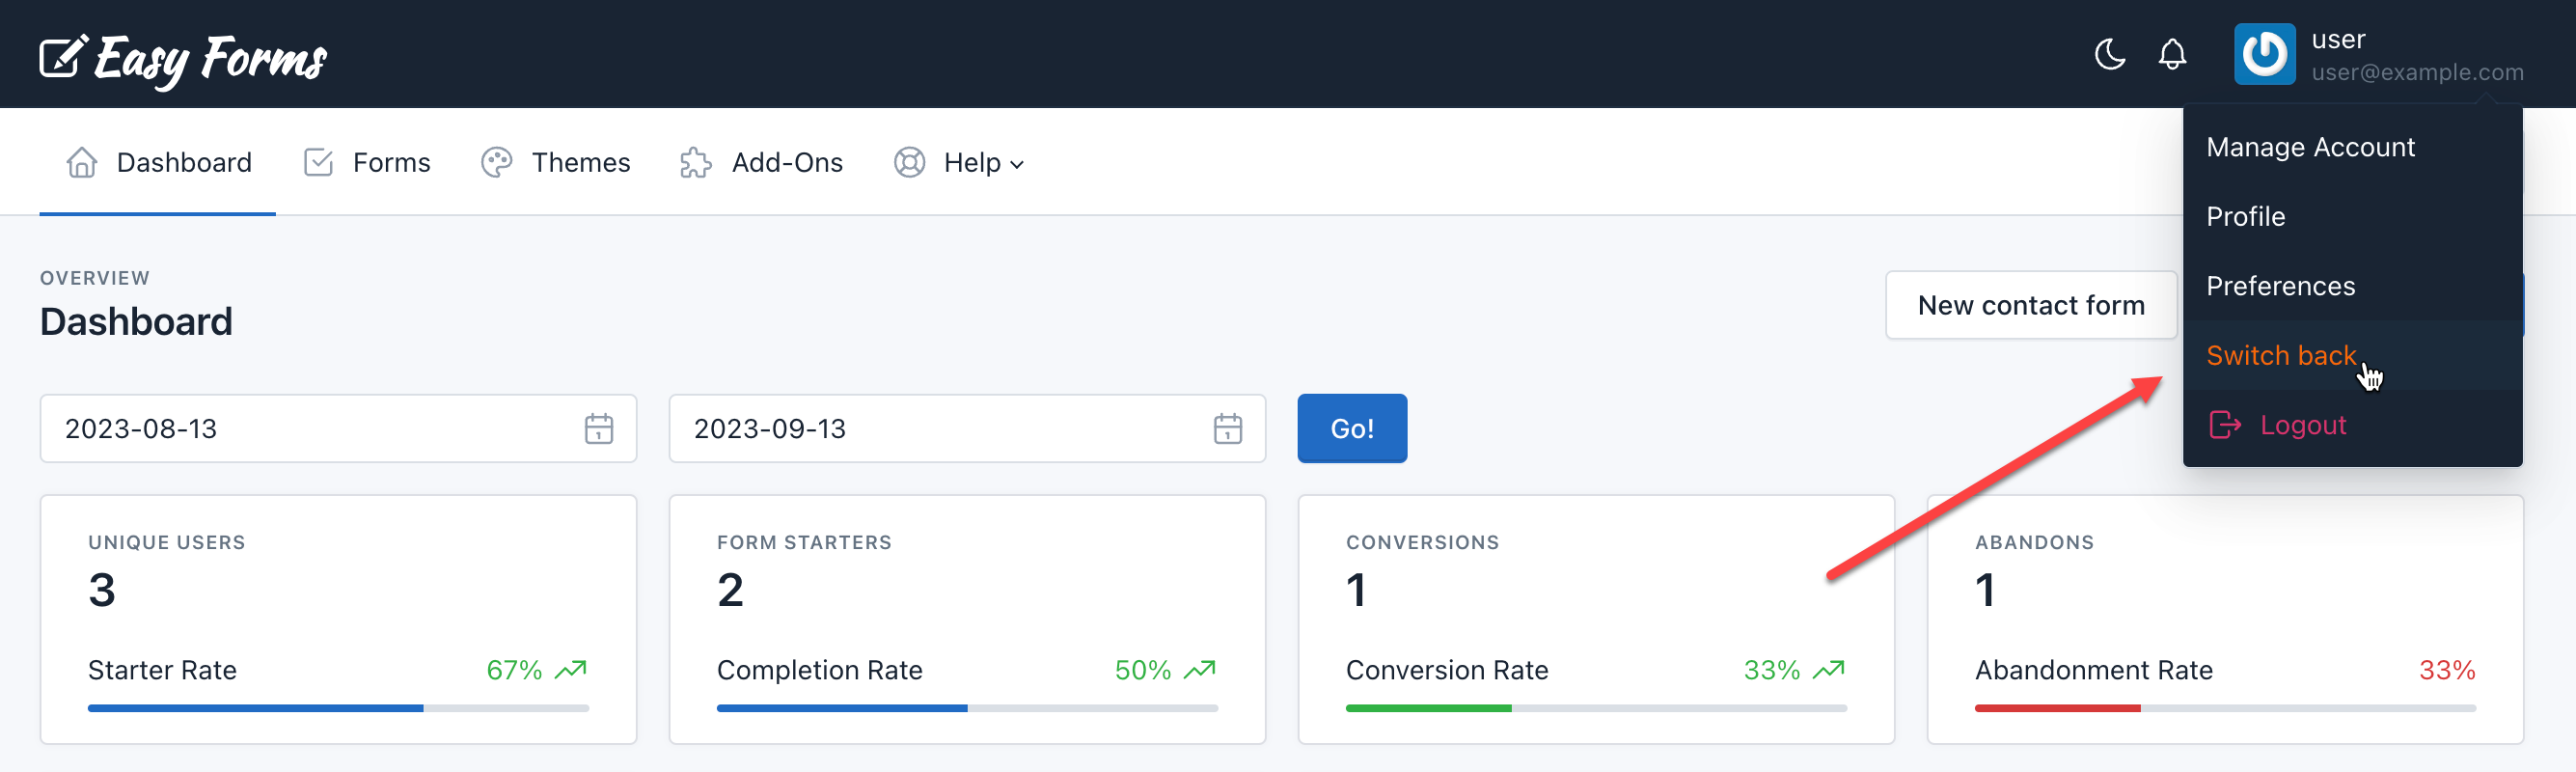 Easy Forms
user
user@example.com
Dashboard
Forms
Themes
Add-Ons
Help
Manage Account
Profile
Preferences
Switch back
Logout
OVERVIEW
Dashboard
New contact form
2023-08-13
2023-09-13
Go!
UNIQUE USERS
3
Starter Rate 67%
FORM STARTERS
2
Completion Rate 50%
CONVERSIONS
1
Conversion Rate 33%
ABANDONS
1
Abandonment Rate 33%